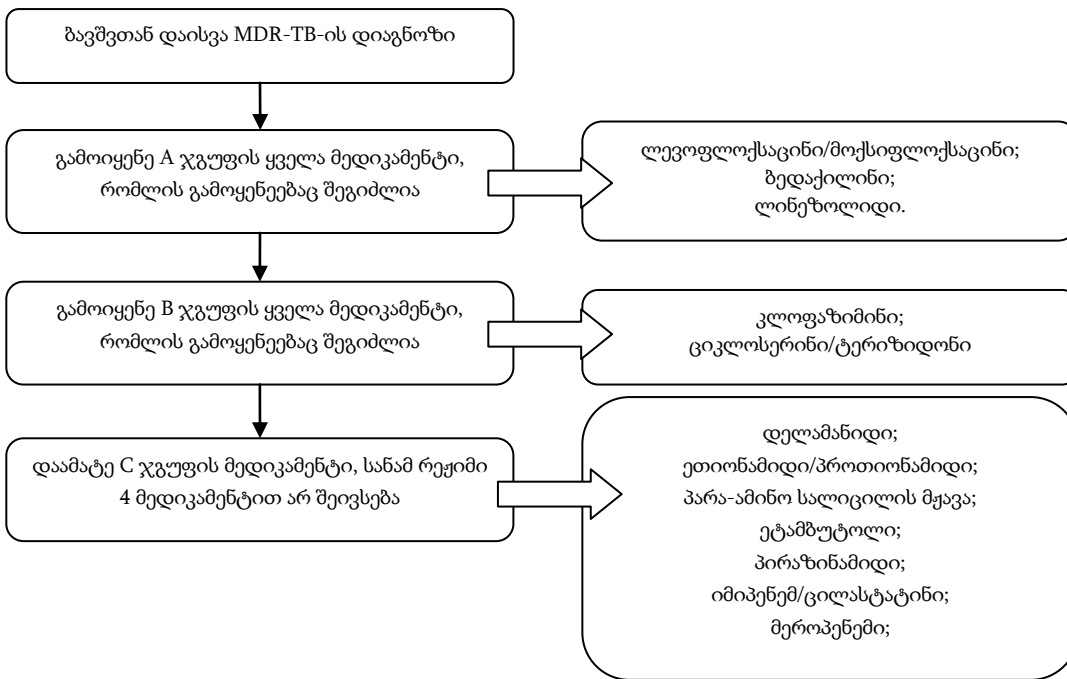 ბავშვთან დაისვა MDR-TB-ის დიაგნოზი
გამოიყენე A ჯგუფის ყველა მედიკამენტი,
რომლის გამოყენეებაც შეგიძლია
ლევოფლოქსაცინი/მოქსიფლოქსაცინი;
ბედაქილინი;
ლინეზოლიდი.
გამოიყენე B ჯგუფის ყველა მედიკამენტი,
რომლის გამოყენეებაც შეგიძლია
კლოფაზიმინი;
ციკლოსერინი/ტერიზიდონი
დაამატე C ჯგუფის მედიკამენტი, სანამ რეჟიმი
4 მედიკამენტით არ შეივსება
დელამანიდი;
ეთიონამიდი/პროთიონამიდი;
პარა-ამინო სალიცილის მჟავა;
ეტამბუტოლი;
პირაზინამიდი;
იმიპენემ/ცილასტატინი;
მეროპენემი;